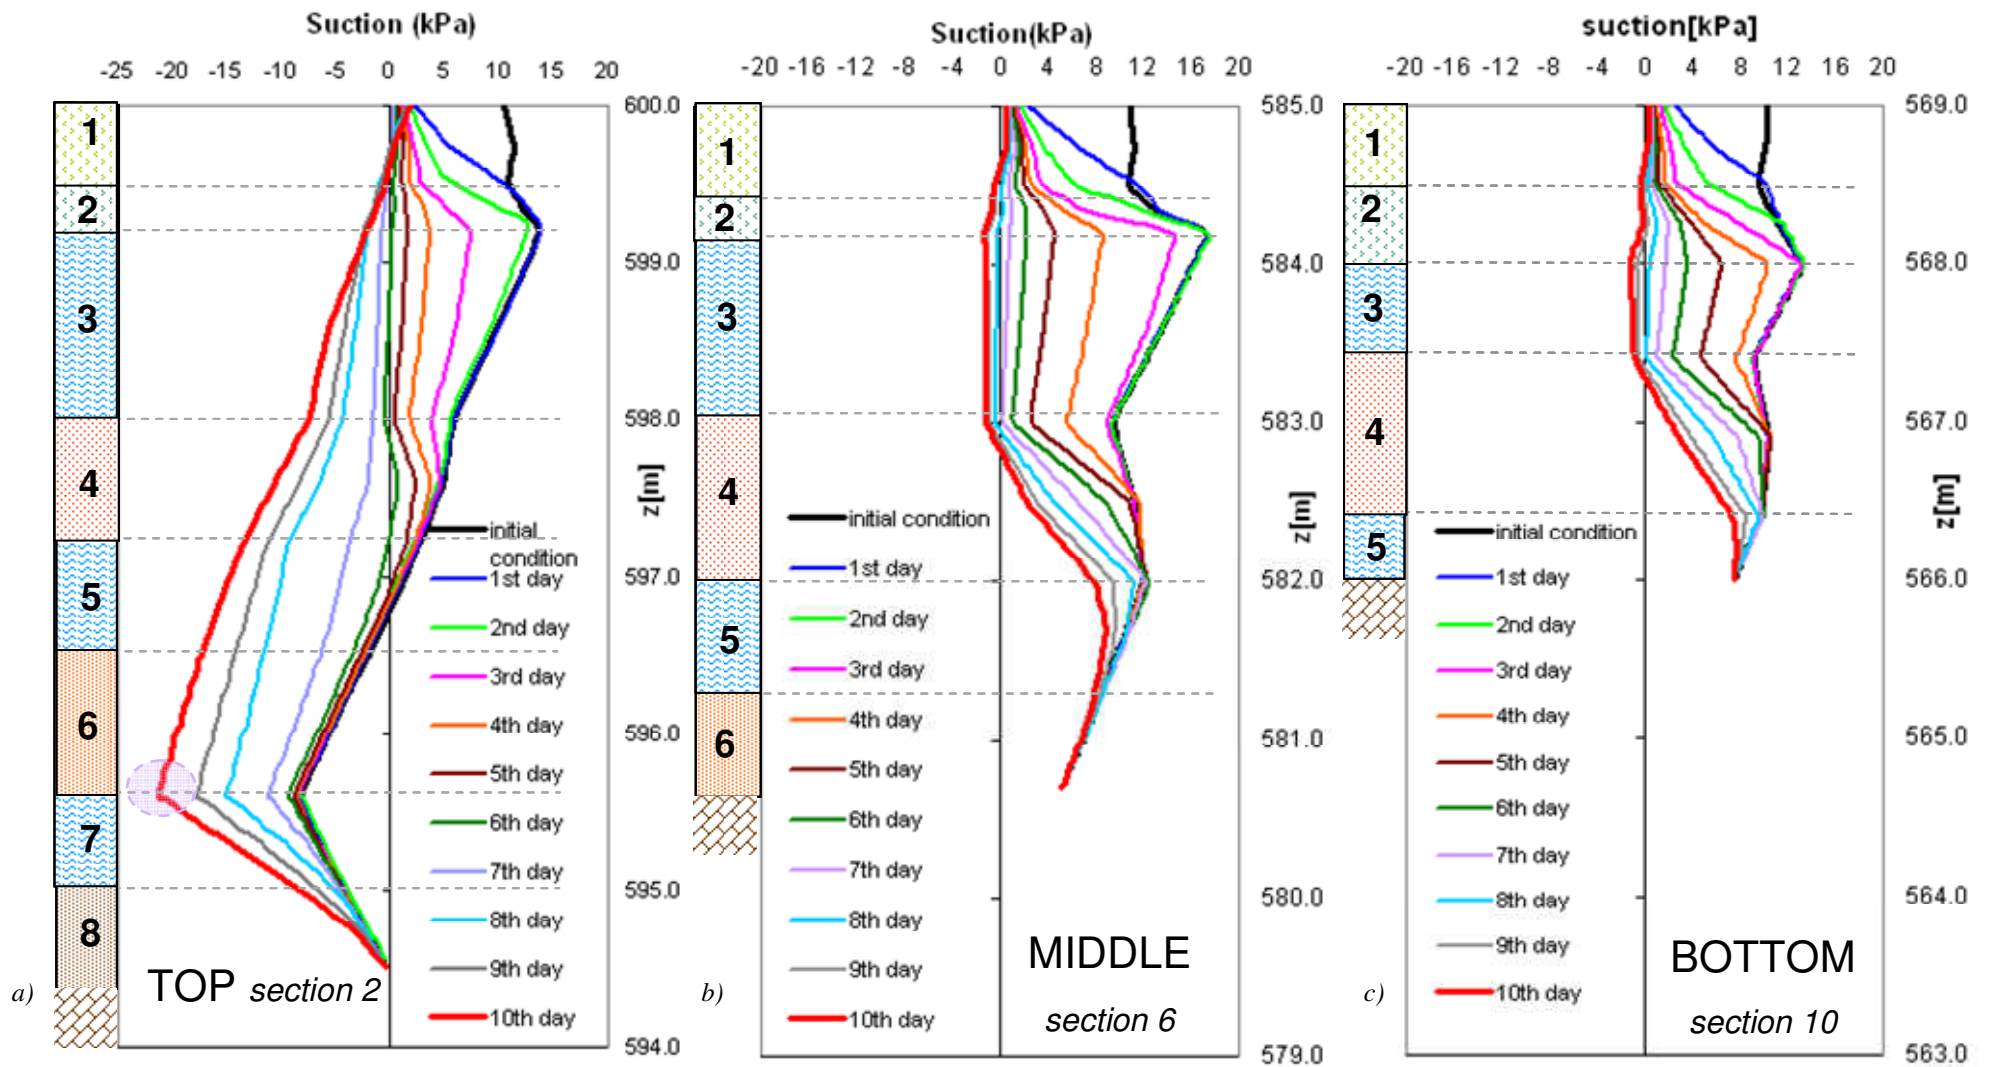 Suction (kPa)
-25 -20 -15 -10 -5 0 5 10 15 20
1
2
3
4
5
6
7
8
600.0
599.0
598.0
597.0
596.0
595.0
594.0
z[m]
initial
condition
1st day
2nd day
3rd day
4th day
5th day
6th day
7th day
8th day
9th day
10th day
a)
TOP section 2
Suction(kPa)
-20 -16 -12 -8 -4 0 4 8 12 16 20
1
2
3
4
5
6
585.0
584.0
583.0
582.0
581.0
580.0
579.0
z[m]
initial condition
1st day
2nd day
3rd day
4th day
5th day
6th day
7th day
8th day
9th day
10th day
b)
MIDDLE
section 6
suction[kPa]
-20 -16 -12 -8 -4 0 4 8 12 16 20
1
2
3
4
5
569.0
568.0
567.0
566.0
565.0
564.0
563.0
z[m]
initial condition
1st day
2nd day
3rd day
4th day
5th day
6th day
7th day
8th day
9th day
10th day
c)
BOTTOM
section 10